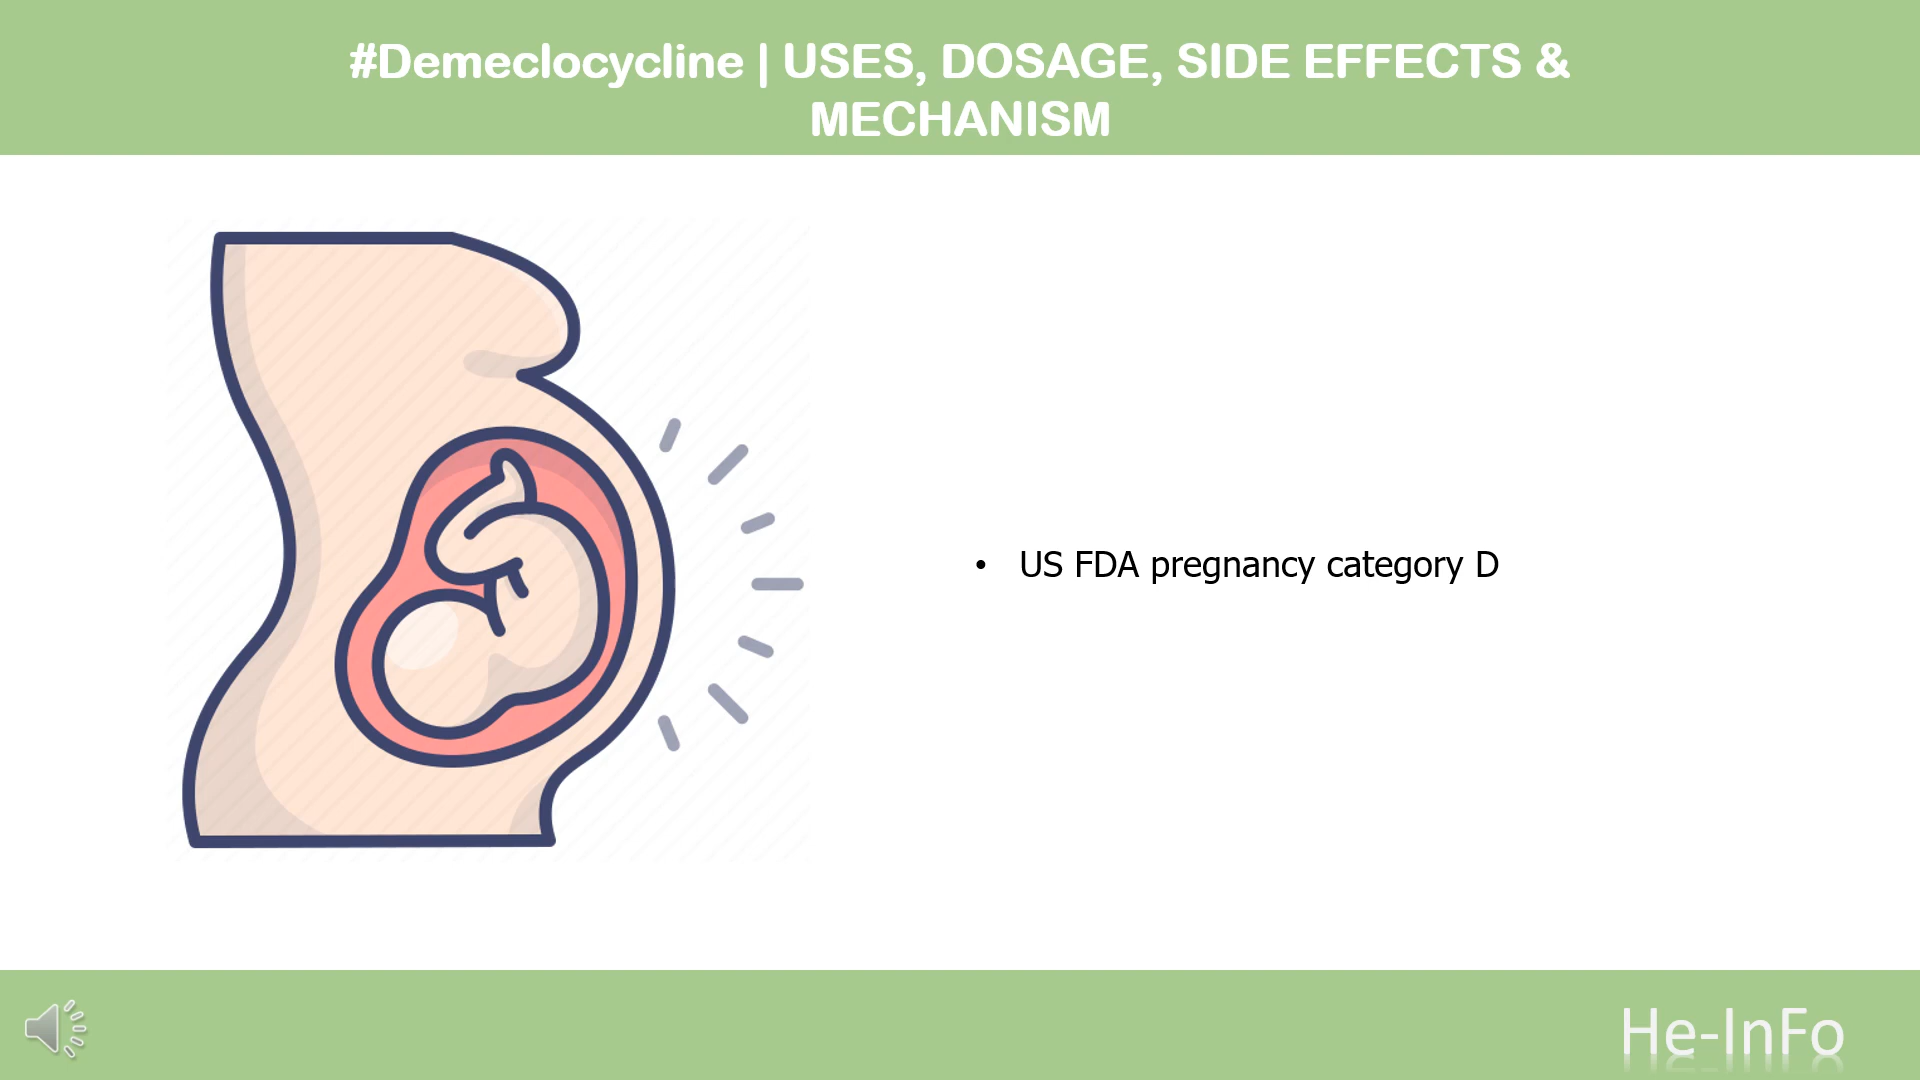 #Demeclocycline | USES, DOSAGE, SIDE EFFECTS &
MECHANISM
• US FDA pregnancy category D
He-InFo